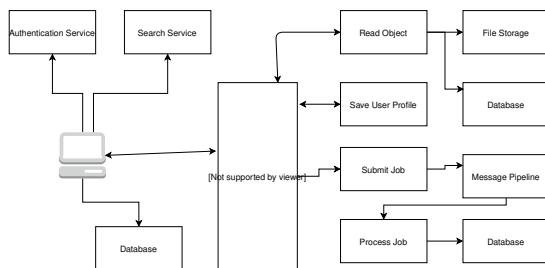 Authentication Service
Search Service
Read Object
File Storage
Save User Profile
Database
[Not supported by viewer]
Submit Job
Message Pipeline
Database
Process Job
Database